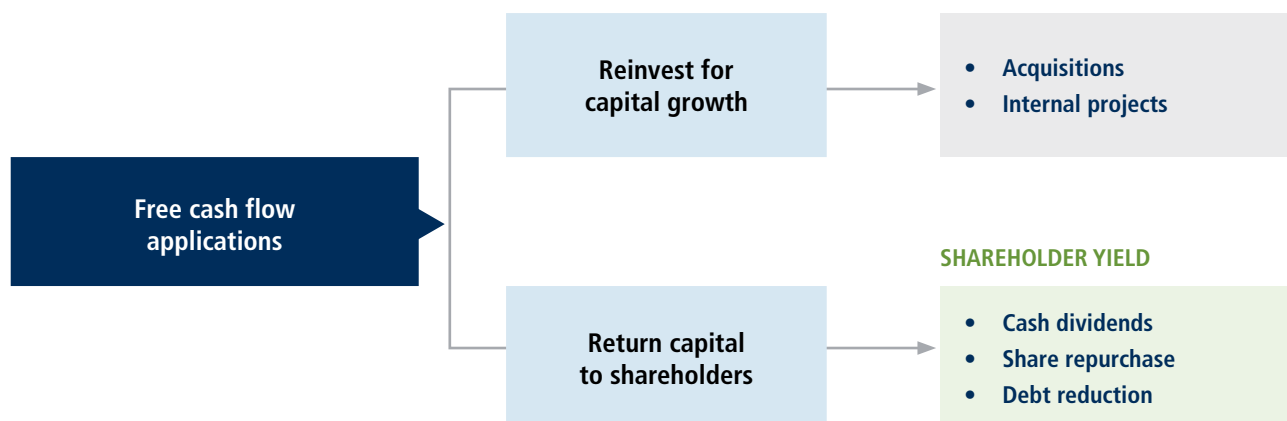 Free cash flow
applications
Reinvest for
capital growth
• Acquisitions
• Internal projects
Return capital
to shareholders
SHAREHOLDER YIELD
• Cash dividends
• Share repurchase
• Debt reduction